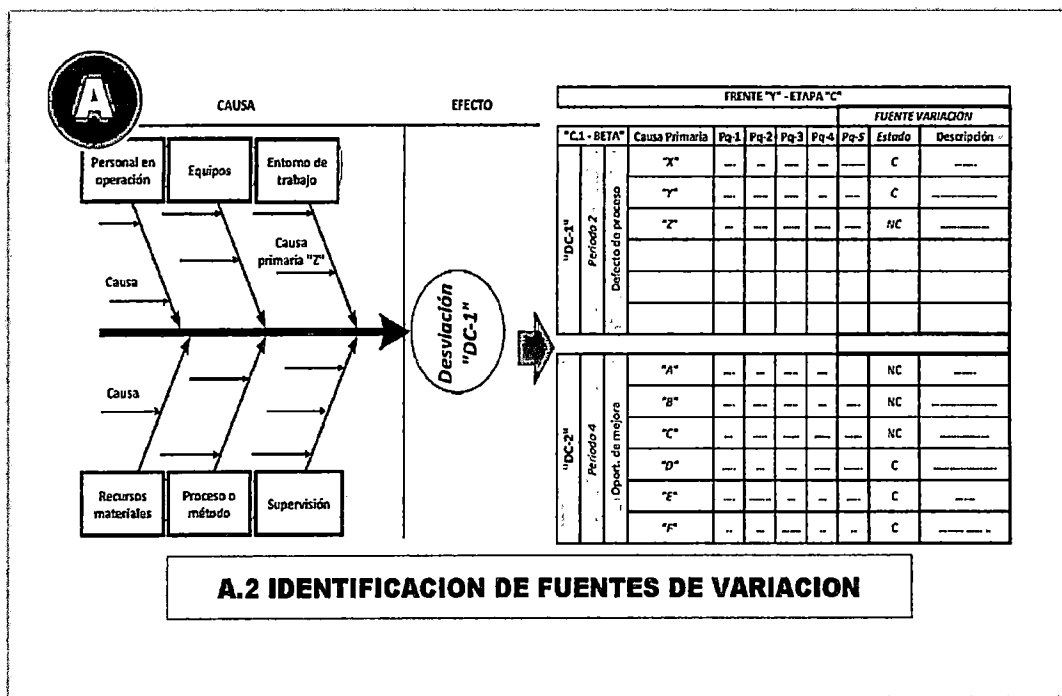 A
CAUSA
EFECTO
Personal en
operación
Equipos
Entorno de
trabajo
Causa
primaria "Z"
Causa
Desviación
"DC-1"
Causa
Recursos
materiales
Proceso o
método
Supervisión
FRENTE "Y" - ETAPA "C"
FUENTE VARIACION
"C.1 - BETA" Causa Primaria Pq-1 Pq-2 Pq-3 Pq-4 Pq-5 Estado Descripción
"DC-1"
Periodo 2
Defecto de proceso
"X" C
"Y" C
"Z" NC
"DC-2"
Periodo 4
Oport. de mejora
"A" NC
"B" NC
"C" NC
"D" C
"E" C
"F" C
A.2 IDENTIFICACION DE FUENTES DE VARIACION